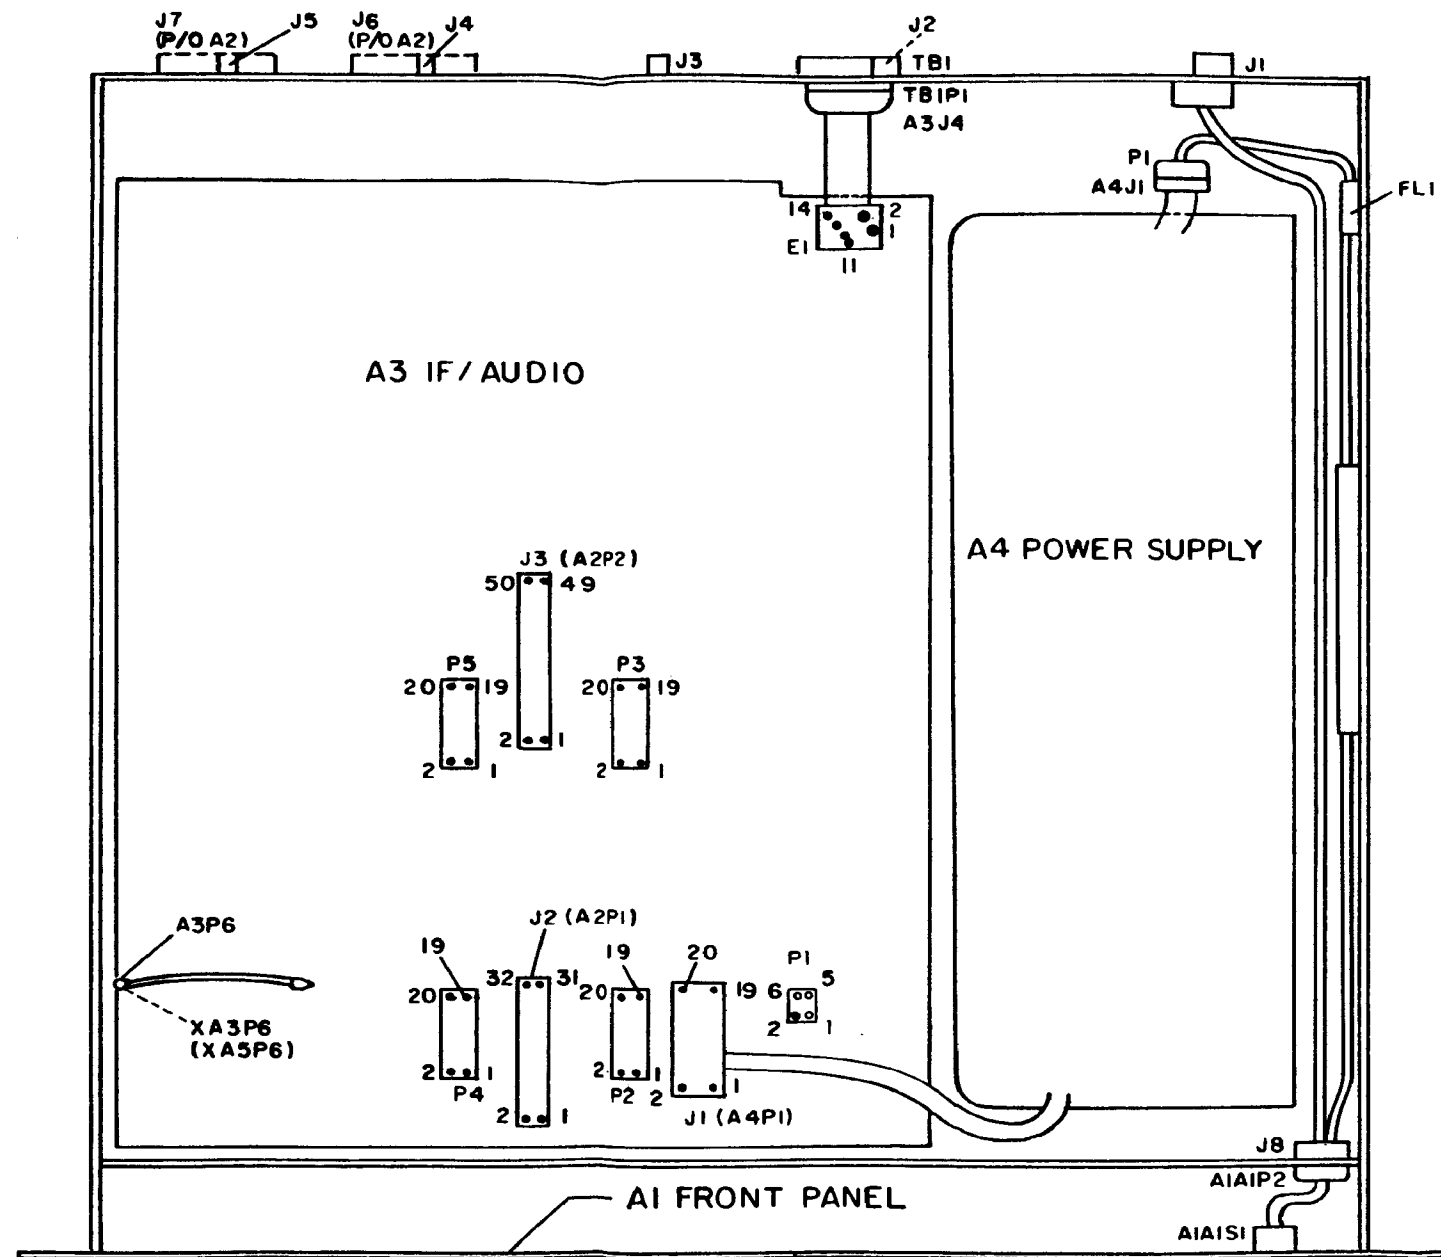 J7
(P/O A2)
J5
J6
(P/O A2)
J4
J3
J2
TB1
J1
TB1P1
A3J4
P1
A4J1
FL1
14
2
E1
1
11
A3 IF/AUDIO
A4 POWER SUPPLY
J3 (A2P2)
50
49
P5
P3
20
19
20
19
2
1
2
1
2
1
A3P6
J2 (A2P1)
19
19
20
P1
32
31
5
20
20
19
6
XA3P6
(XA5P6)
2
1
2
1
2
1
P4
P2
2
1
2
1
J1 (A4P1)
J8
A1A1P2
A1 FRONT PANEL
A1A1S1